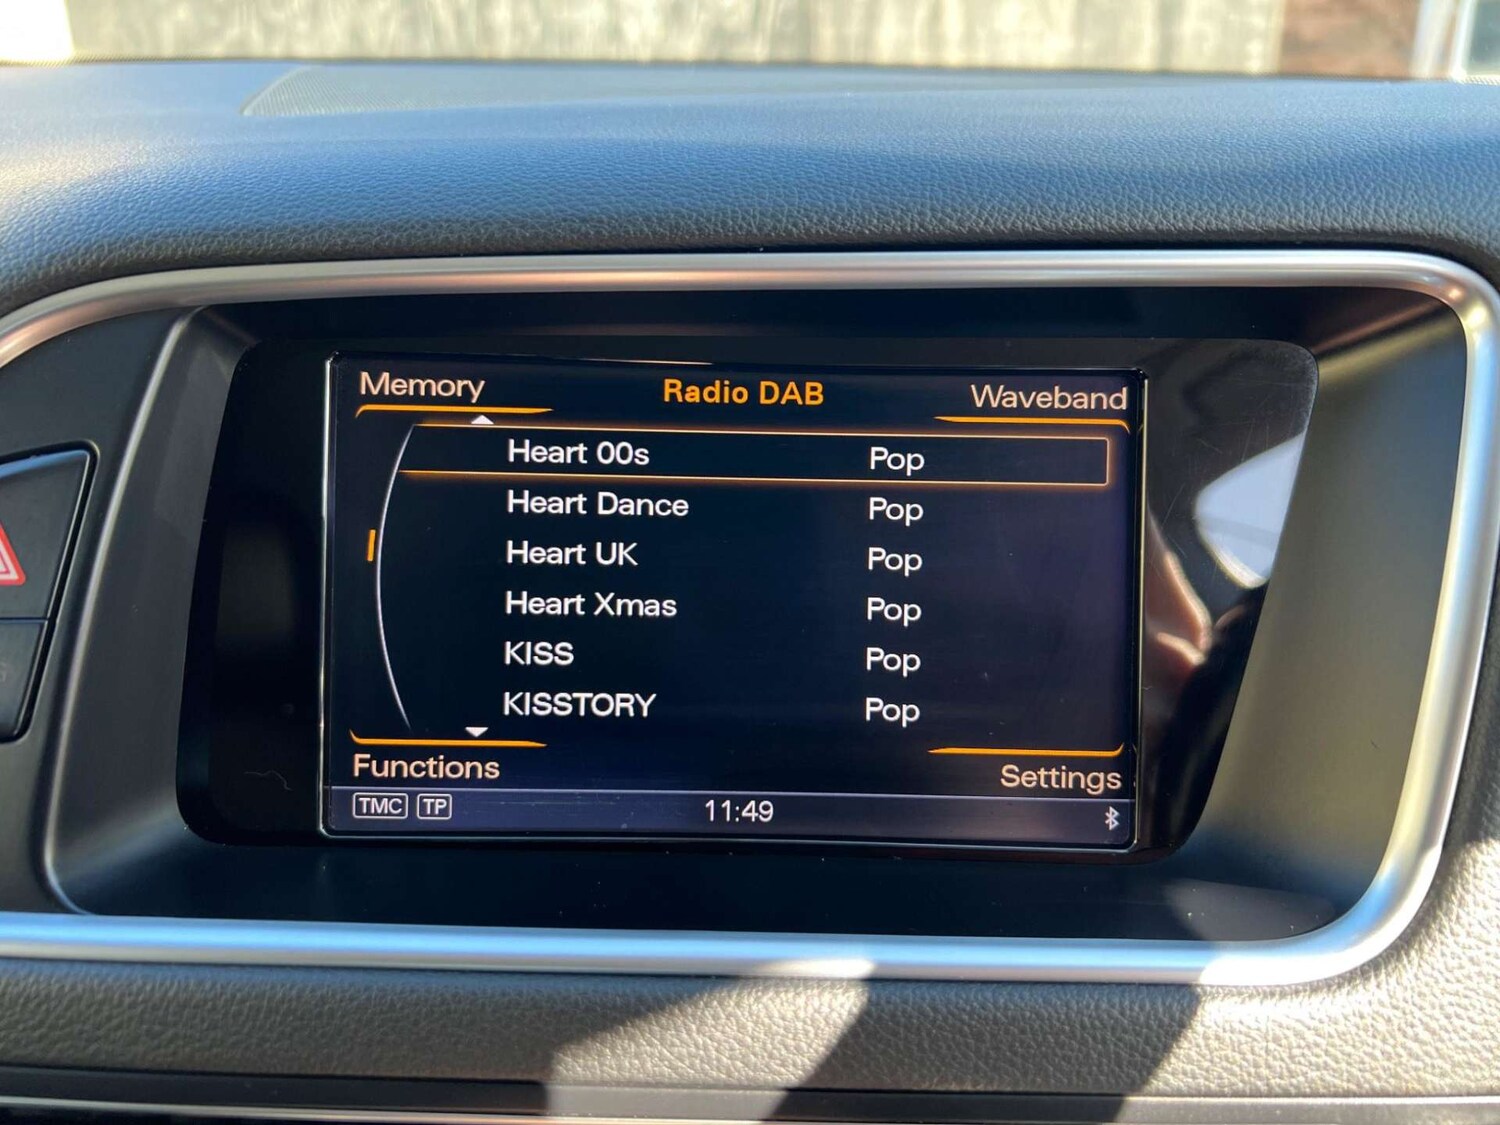 Memory Radio DAB Waveband
Heart 00s Pop
Heart Dance Pop
Heart UK Pop
Heart Xmas Pop
KISS Pop
KISSTORY Pop
Functions Settings
TMC TP 11:49